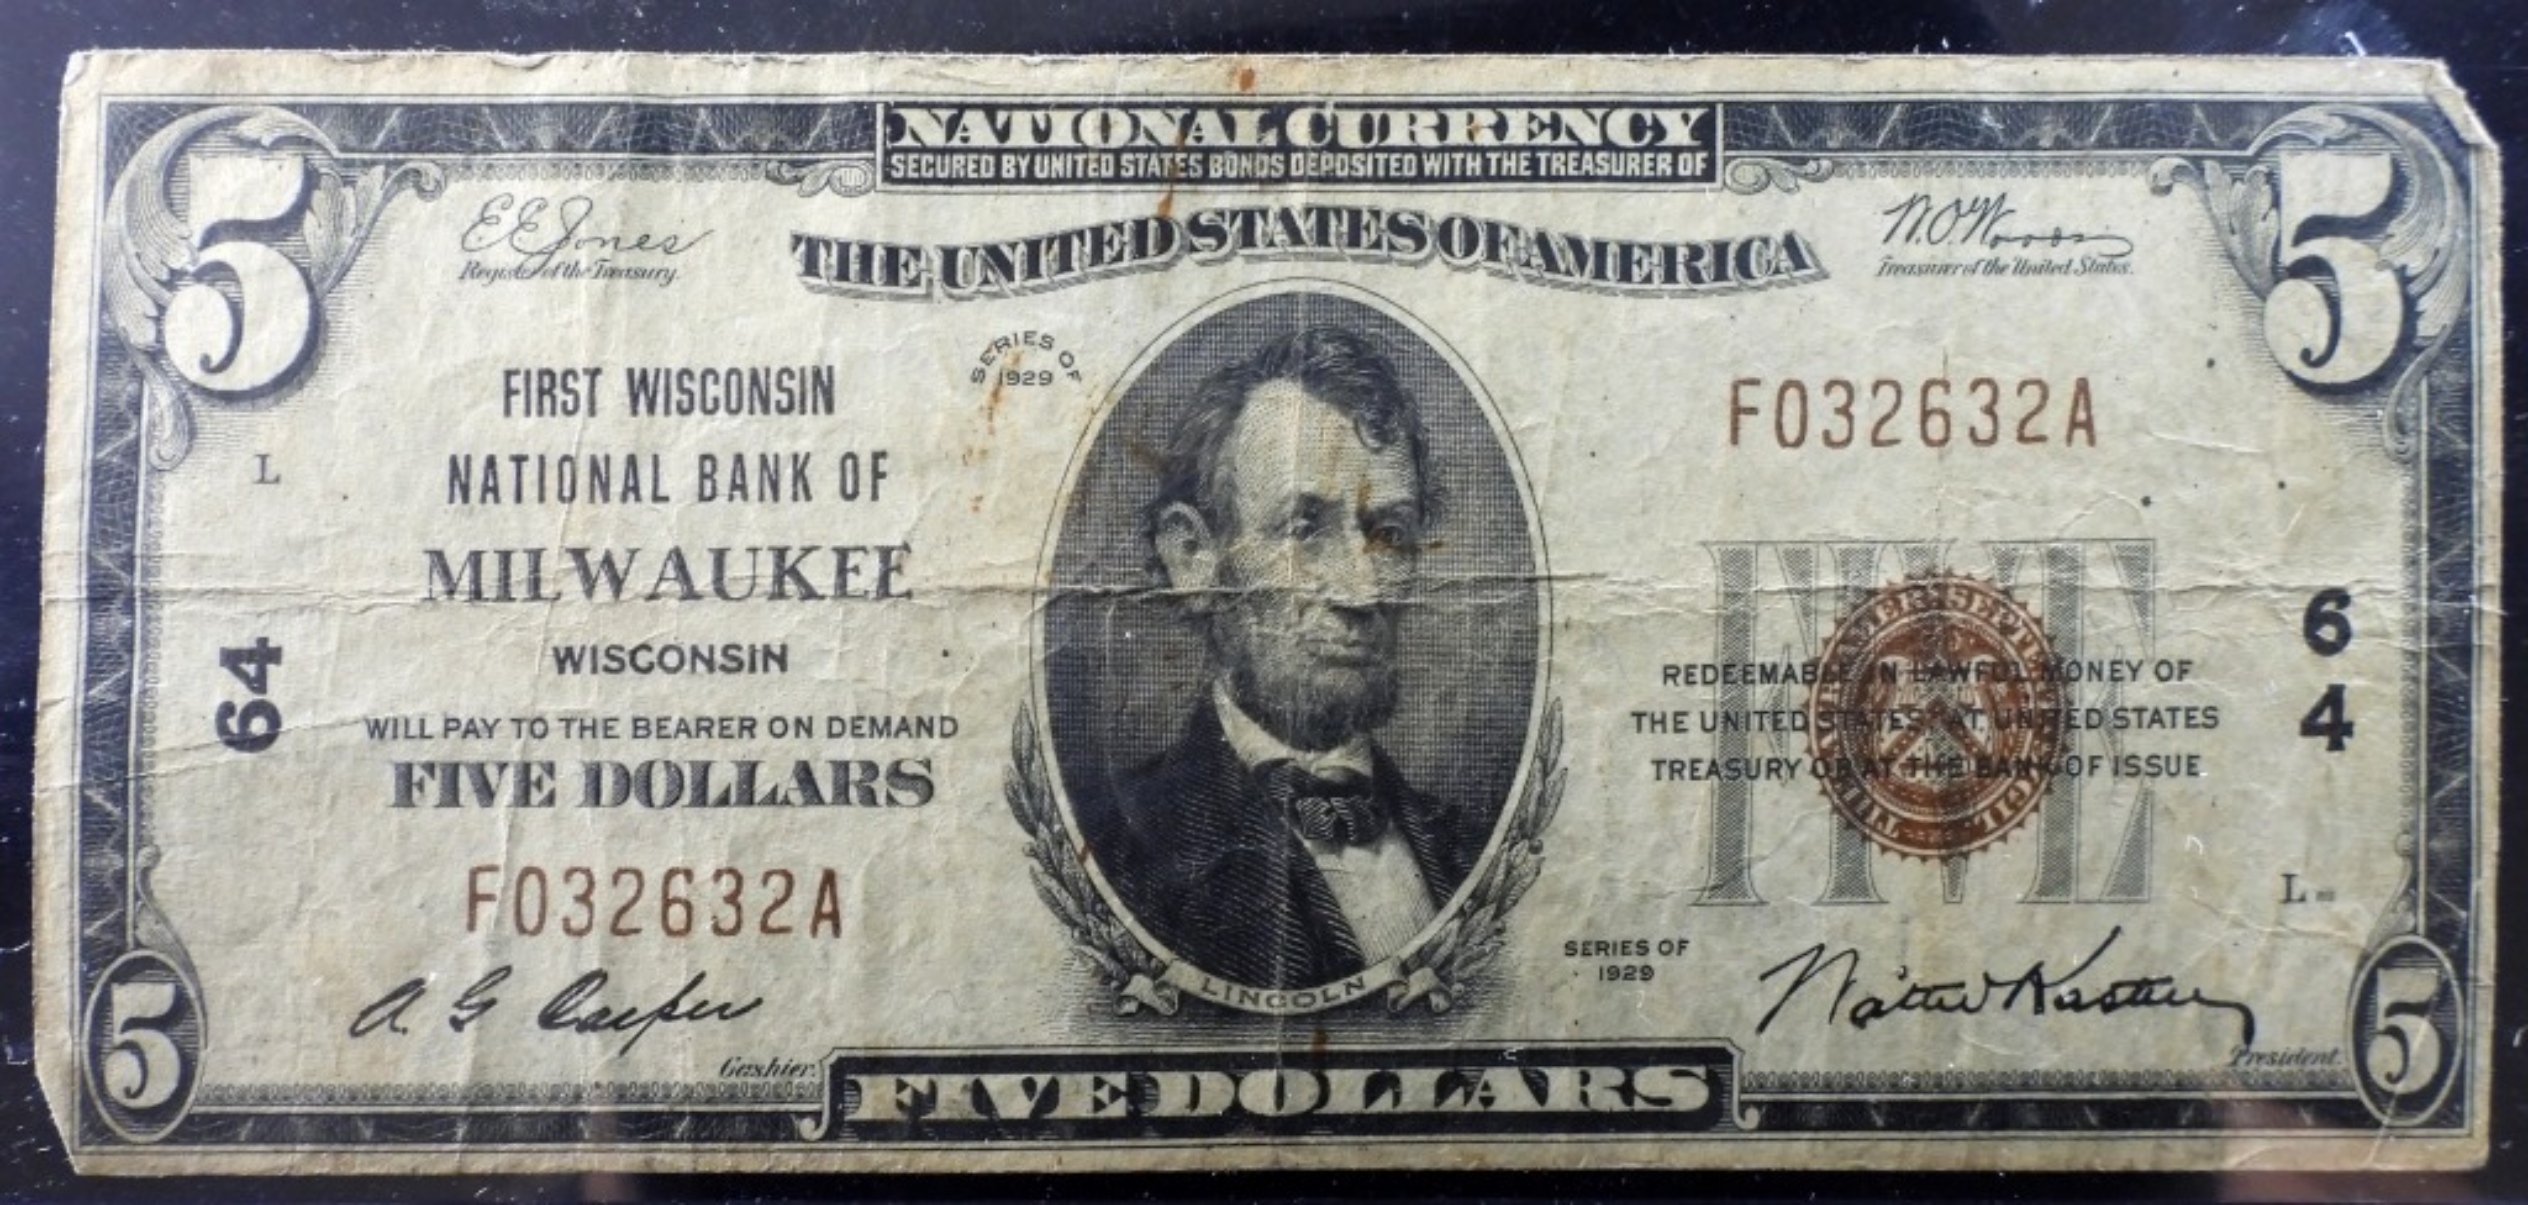 5
NATIONAL CURRENCY
5
SECURED BY UNITED STATES BONDS DEPOSITED WITH THE TREASURER OF
THE UNITED STATES OF AMERICA
E E Jones
Register of the Treasury.
W. O. Woods
Treasurer of the United States.
SERIES OF
1929
FIRST WISCONSIN
NATIONAL BANK OF
MILWAUKEE
WISCONSIN
WILL PAY TO THE BEARER ON DEMAND
FIVE DOLLARS
L
64
F032632A
A. G Casper
Cashier.
LINCOLN
F032632A
FIVE
REDEEMABLE IN LAWFUL MONEY OF
THE UNITED STATES AT UNITED STATES
TREASURY OR AT THE BANK OF ISSUE
6
4
L
SERIES OF
1929
Walter Kasten
President.
5
FIVE DOLLARS
5